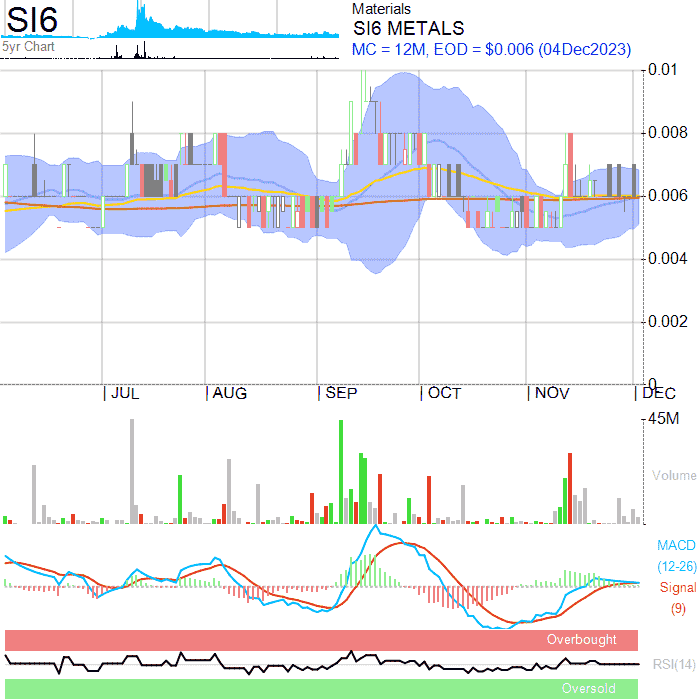 SI6
5yr Chart
Materials
SI6 METALS
MC = 12M, EOD = $0.006 (04Dec2023)
0.01
0.008
0.006
0.004
0.002
0
JUL AUG SEP OCT NOV DEC
45M
Volume
MACD
(12-26)
Signal
(9)
Overbought
RSI(14)
Oversold